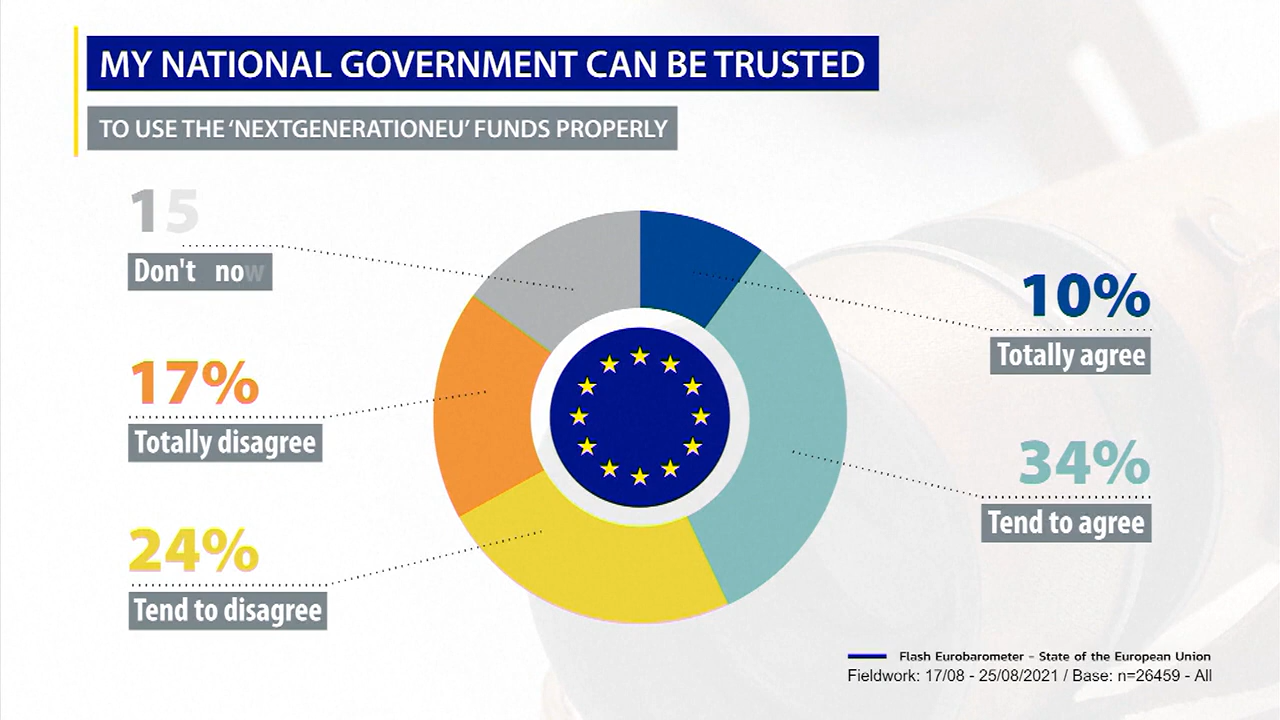 MY NATIONAL GOVERNMENT CAN BE TRUSTED
TO USE THE ‘NEXTGENERATIONEU’ FUNDS PROPERLY
15
Don't now
17%
Totally disagree
24%
Tend to disagree
10%
Totally agree
34%
Tend to agree
Flash Eurobarometer – State of the European Union
Fieldwork: 17/08 - 25/08/2021 / Base: n=26459 - All